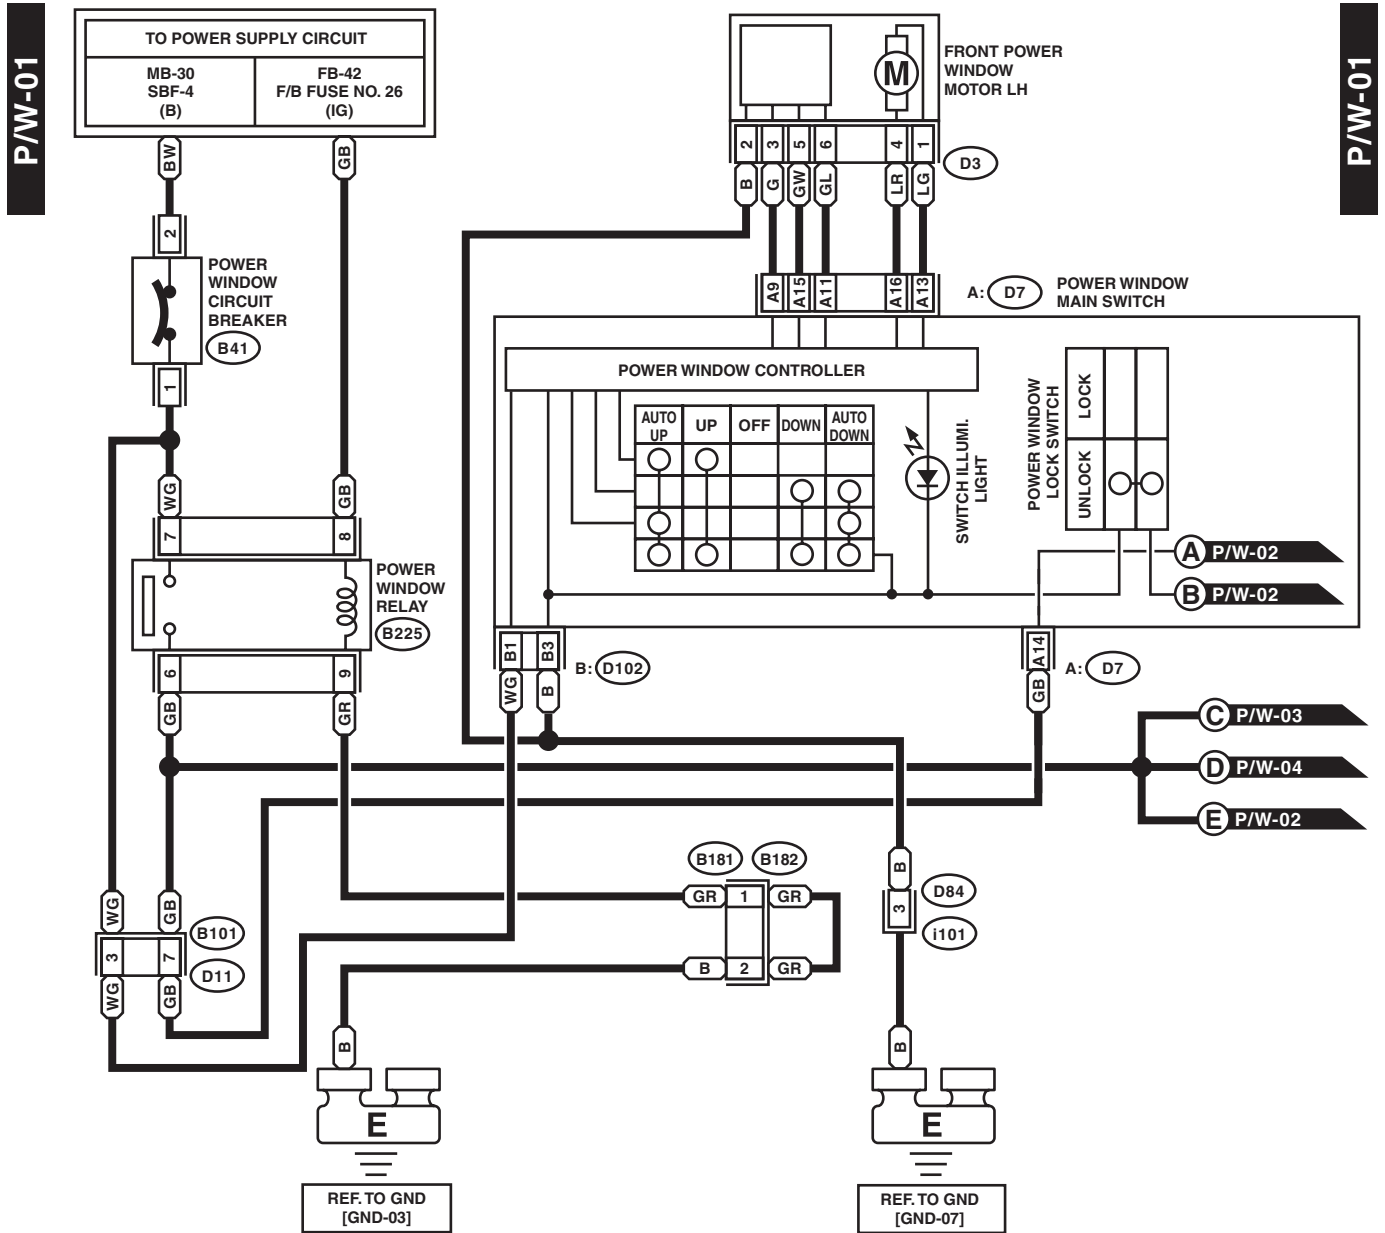 P/W-01
TO POWER SUPPLY CIRCUIT
MB-30
SBF-4
(B)
FB-42
F/B FUSE NO. 26
(IG)
BW
GB
2
POWER
WINDOW
CIRCUIT
BREAKER
B41
1
WG
GB
7
8
POWER
WINDOW
RELAY
B225
6
9
GB
GR
WG
GB
B101
3
7
D11
WG
GB
M
FRONT POWER
WINDOW
MOTOR LH
2
3
5
6
4
1
D3
B
G
GW
GL
LR
LG
A9
A15
A11
A16
A13
A: D7
POWER WINDOW
MAIN SWITCH
POWER WINDOW CONTROLLER
AUTO
UP
UP
OFF
DOWN
AUTO
DOWN
SWITCH ILLUMI.
LIGHT
POWER WINDOW
LOCK SWITCH
LOCK
UNLOCK
A P/W-02
B P/W-02
B1
B3
B: D102
WG
B
A14
A: D7
GB
C P/W-03
D P/W-04
E P/W-02
B181
B182
GR
1
GR
B
2
GR
B
D84
3
i101
B
E
REF. TO GND
[GND-03]
B
E
REF. TO GND
[GND-07]
P/W-01